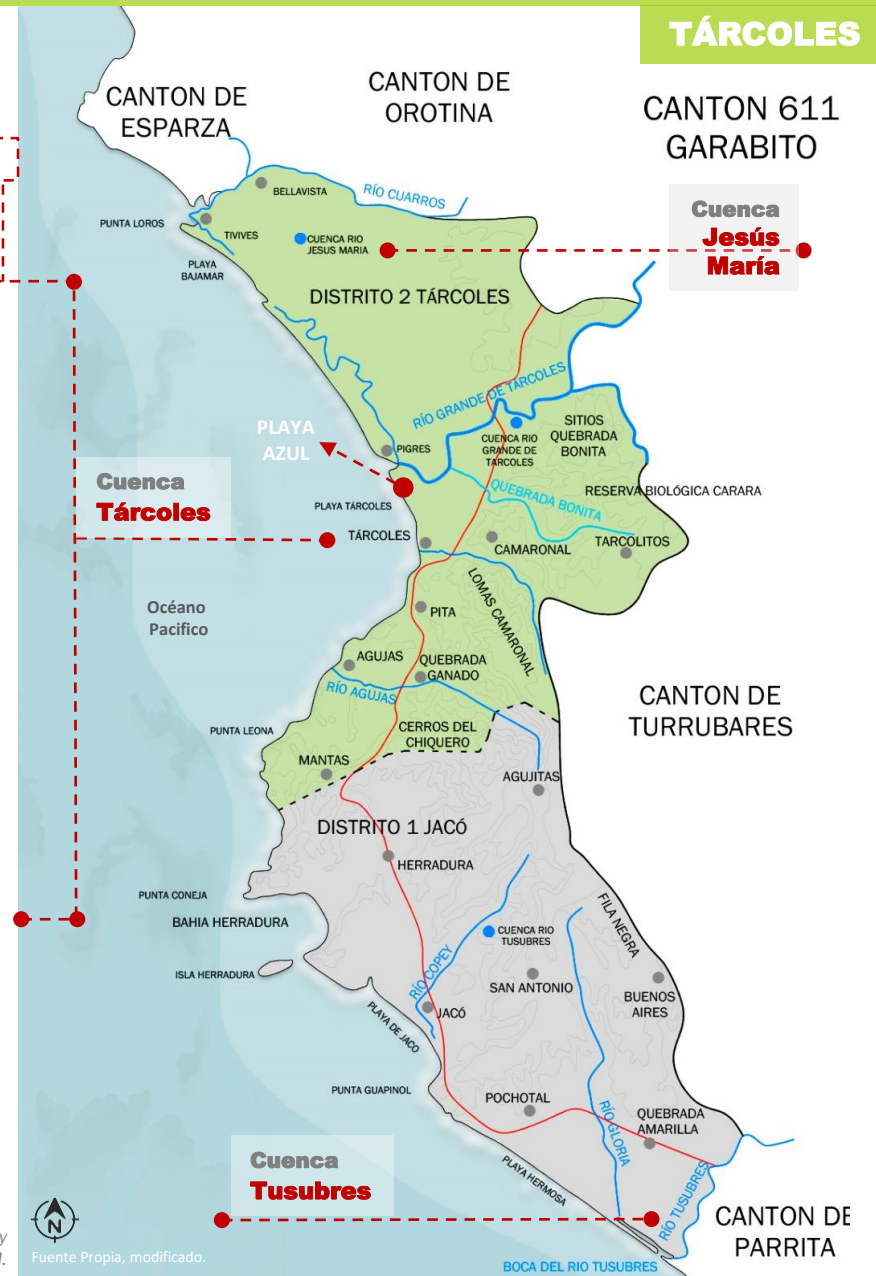 TÁRCOLES
CANTON DE
ESPARZA
CANTON DE
OROTINA
CANTON 611
GARABITO
BELLAVISTA
RÍO CUARROS
PUNTA LOROS
TIVIVES
CUENCA RIO
JESUS MARIA
Cuenca
Jesús
María
PLAYA
BAJAMAR
DISTRITO 2 TÁRCOLES
RÍO GRANDE DE TARCOLES
PLAYA
AZUL
PIGRES
CUENCA RIO
GRANDE DE
TARCOLES
SITIOS
QUEBRADA
BONITA
Cuenca
Tárcoles
QUEBRADA BONITA
RESERVA BIOLÓGICA CARARA
PLAYA TÁRCOLES
TÁRCOLES
CAMARONAL
TARCOLITOS
LOMAS CAMARONAL
Océano
Pacifico
PITA
AGUJAS
QUEBRADA
GANADO
RÍO AGUJAS
CANTON DE
TURRUBARES
PUNTA LEONA
CERROS DEL
CHIQUERO
MANTAS
AGUJITAS
DISTRITO 1 JACÓ
HERRADURA
PUNTA CONEJA
BAHIA HERRADURA
FILA NEGRA
CUENCA RIO
TUSUBRES
ISLA HERRADURA
RÍO COPEY
SAN ANTONIO
BUENOS
AIRES
JACÓ
PLAYA DE JACO
PUNTA GUAPINOL
POCHOTAL
RÍO GLORIA
QUEBRADA
AMARILLA
Cuenca
Tusubres
PLAYA HERMOSA
RÍO TUSUBRES
CANTON DE
PARRITA
N
y
Fuente Propia, modificado.
BOCA DEL RIO TUSUBRES